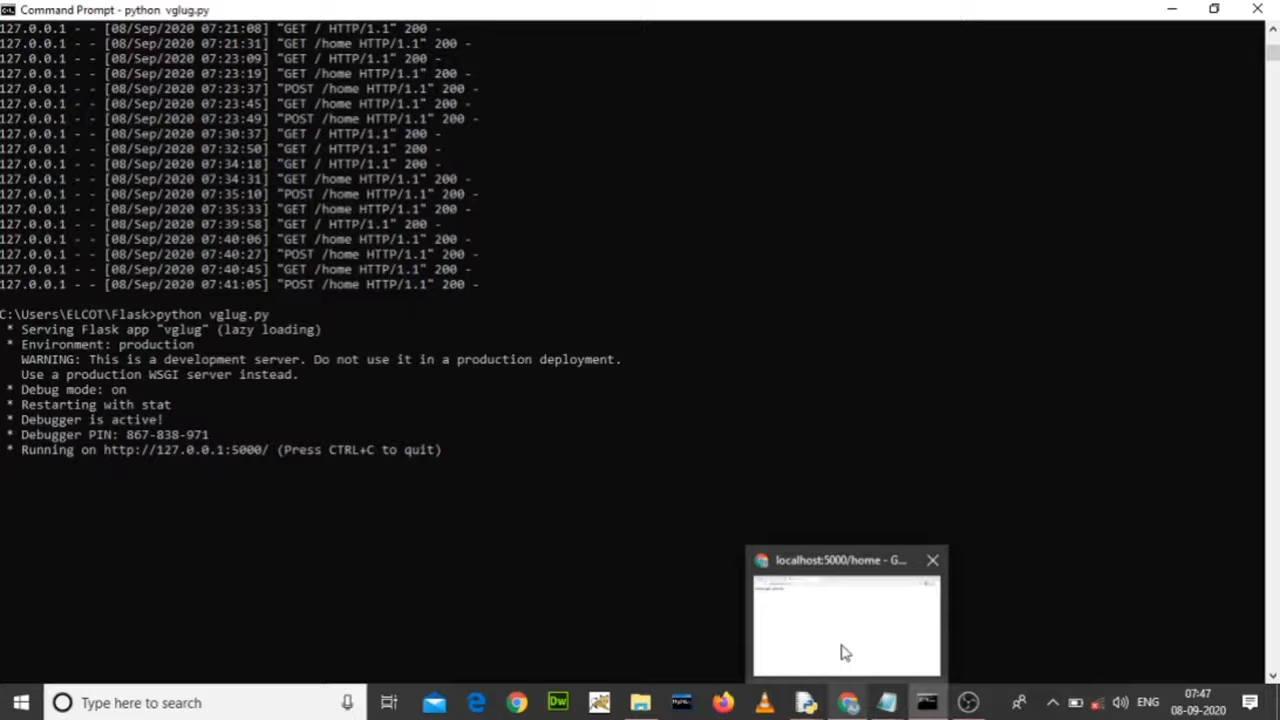 Command Prompt - python  vglug.py
127.0.0.1 - - [08/Sep/2020 07:21:08] "GET / HTTP/1.1" 200 -
127.0.0.1 - - [08/Sep/2020 07:21:31] "GET /home HTTP/1.1" 200 -
127.0.0.1 - - [08/Sep/2020 07:23:09] "GET / HTTP/1.1" 200 -
127.0.0.1 - - [08/Sep/2020 07:23:19] "GET /home HTTP/1.1" 200 -
127.0.0.1 - - [08/Sep/2020 07:23:37] "POST /home HTTP/1.1" 200 -
127.0.0.1 - - [08/Sep/2020 07:23:45] "GET /home HTTP/1.1" 200 -
127.0.0.1 - - [08/Sep/2020 07:23:49] "POST /home HTTP/1.1" 200 -
127.0.0.1 - - [08/Sep/2020 07:30:37] "GET / HTTP/1.1" 200 -
127.0.0.1 - - [08/Sep/2020 07:32:50] "GET / HTTP/1.1" 200 -
127.0.0.1 - - [08/Sep/2020 07:34:18] "GET / HTTP/1.1" 200 -
127.0.0.1 - - [08/Sep/2020 07:34:31] "GET /home HTTP/1.1" 200 -
127.0.0.1 - - [08/Sep/2020 07:35:10] "POST /home HTTP/1.1" 200 -
127.0.0.1 - - [08/Sep/2020 07:35:33] "GET /home HTTP/1.1" 200 -
127.0.0.1 - - [08/Sep/2020 07:39:58] "GET / HTTP/1.1" 200 -
127.0.0.1 - - [08/Sep/2020 07:40:06] "GET /home HTTP/1.1" 200 -
127.0.0.1 - - [08/Sep/2020 07:40:27] "POST /home HTTP/1.1" 200 -
127.0.0.1 - - [08/Sep/2020 07:40:45] "GET /home HTTP/1.1" 200 -
127.0.0.1 - - [08/Sep/2020 07:41:05] "POST /home HTTP/1.1" 200 -
C:\Users\ELCOT\Flask>python vglug.py
* Serving Flask app "vglug" (lazy loading)
* Environment: production
WARNING: This is a development server. Do not use it in a production deployment.
Use a production WSGI server instead.
* Debug mode: on
* Restarting with stat
* Debugger is active!
* Debugger PIN: 867-838-971
* Running on http://127.0.0.1:5000/ (Press CTRL+C to quit)
localhost:5000/home - G...
Type here to search
Dw
ENG
07:47
08-09-2020